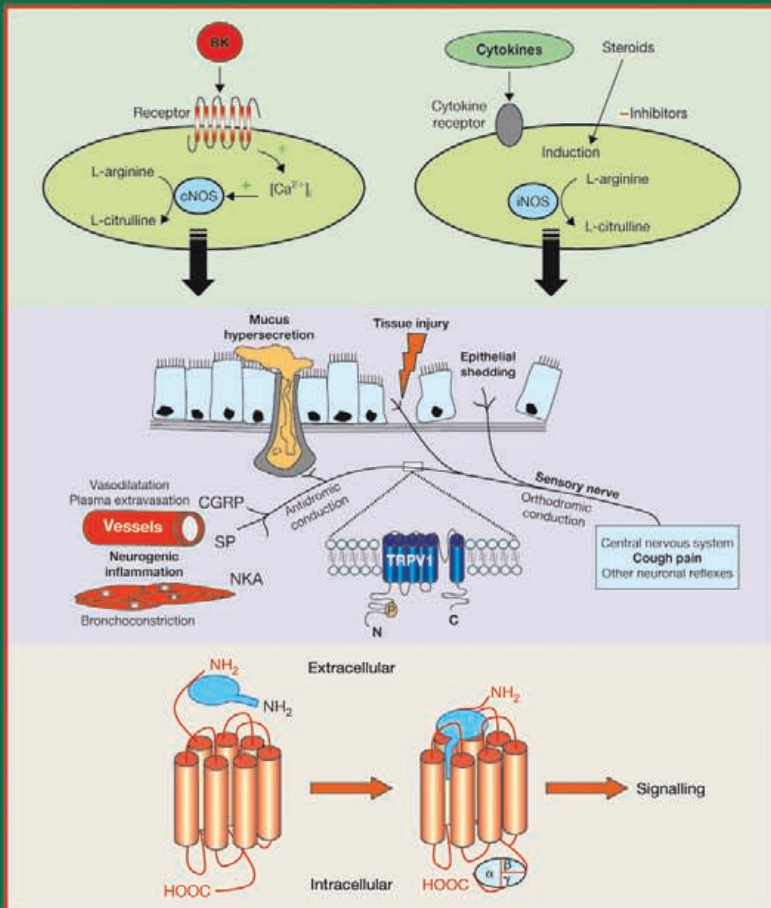 BK
Receptor
+
L-arginine
cNOS
+
[Ca²⁺]ᵢ
L-citrulline
Cytokines
Steroids
Cytokine
receptor
–Inhibitors
Induction
L-arginine
iNOS
L-citrulline
Mucus
hypersecretion
Tissue injury
Epithelial
shedding
Vasodilatation
Plasma extravasation
CGRP
Vessels
SP
Neurogenic
inflammation
NKA
Bronchoconstriction
Antidromic
conduction
Sensory nerve
Orthodromic
conduction
TRPV1
P
N
C
Central nervous system
Cough pain
Other neuronal reflexes
NH₂
Extracellular
NH₂
NH₂
Signalling
HOOC
Intracellular
HOOC
α
β
γ